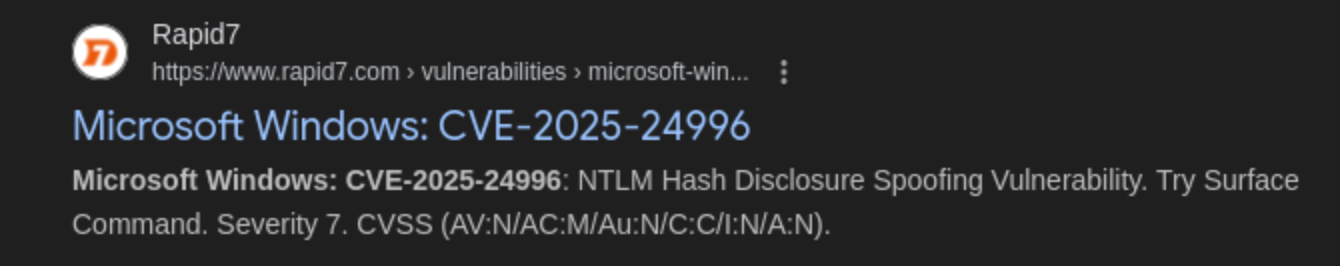 Rapid7
https://www.rapid7.com › vulnerabilities › microsoft-win...
Microsoft Windows: CVE-2025-24996
Microsoft Windows: CVE-2025-24996: NTLM Hash Disclosure Spoofing Vulnerability. Try Surface
Command. Severity 7. CVSS (AV:N/AC:M/Au:N/C:C/I:N/A:N).